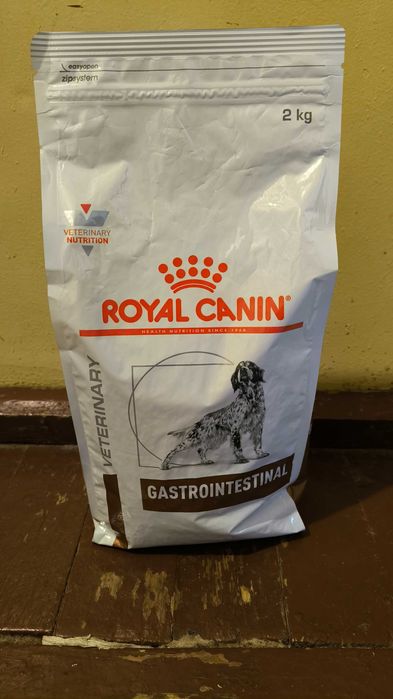 easyopen
zipsystem
2 kg
VETERINARY
NUTRITION
ROYAL CANIN®
HEALTH NUTRITION SINCE 1968
VETERINARY
GASTROINTESTINAL